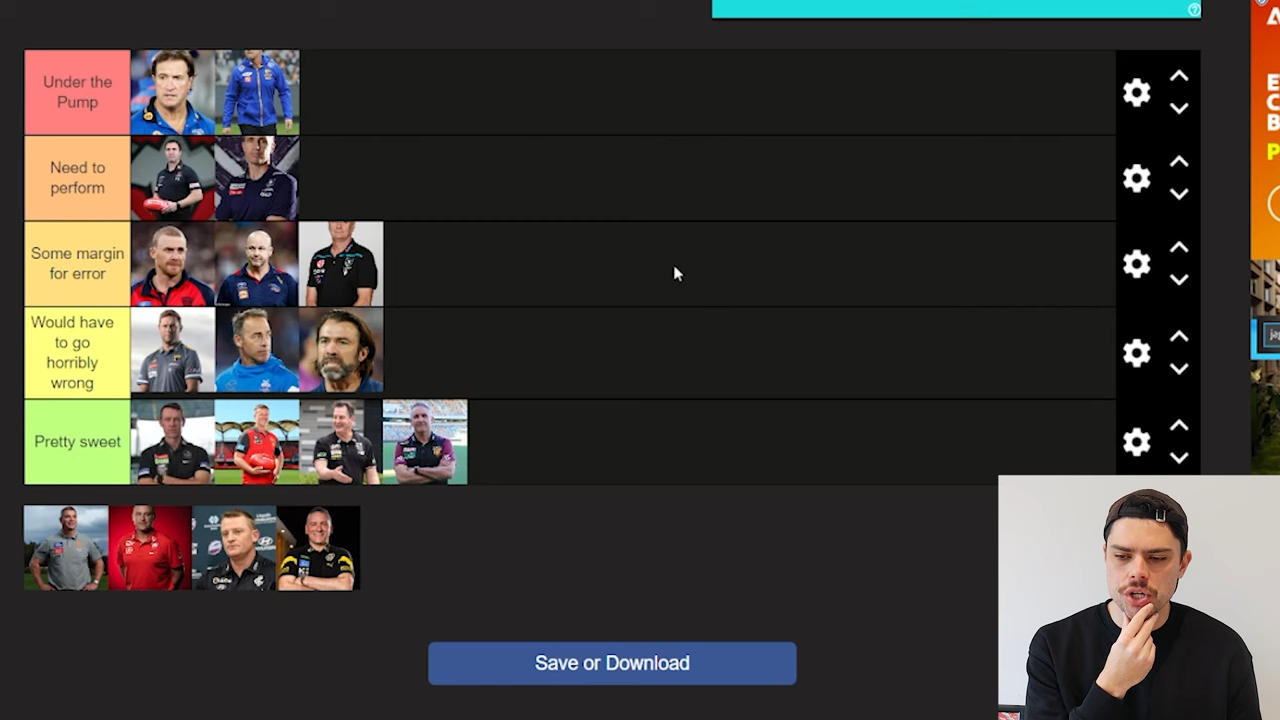 Under the
Pump
Need to
perform
Some margin
for error
Would have
to go
horribly
wrong
Pretty sweet
Save or Download